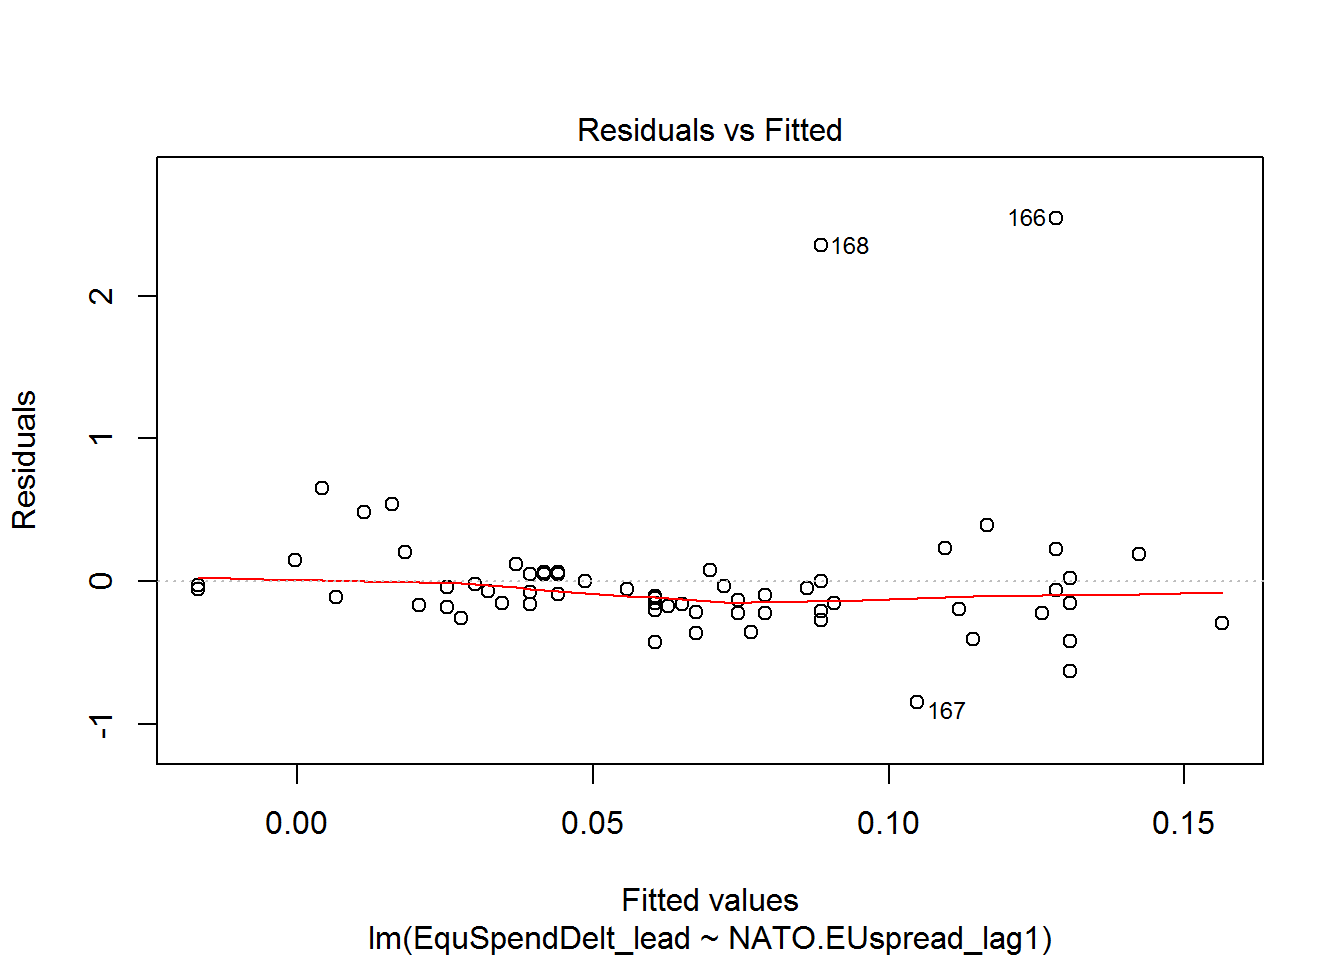 Residuals vs Fitted
166
168
2
1
0
-1
167
Residuals
0.00 0.05 0.10 0.15
Fitted values
lm(EquSpendDelt_lead ~ NATO.EUspread_lag1)